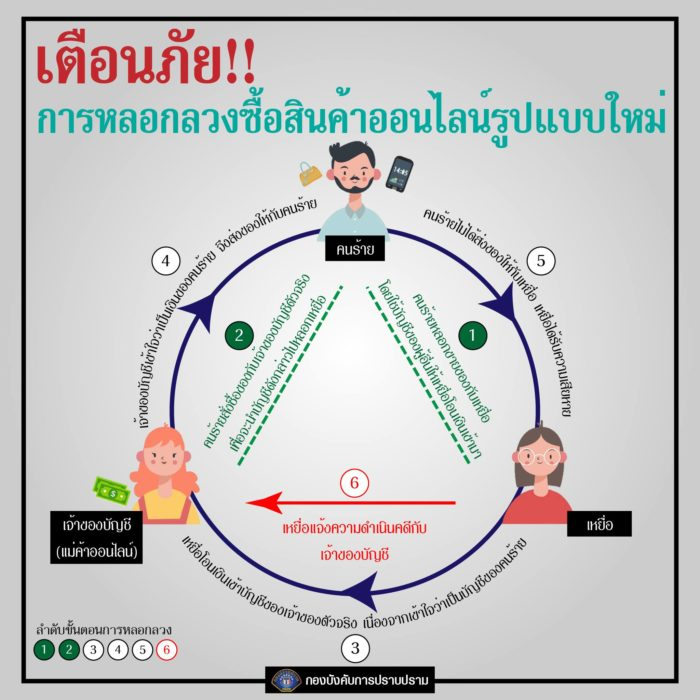 เตือนภัย!!
การหลอกลวงซื้อสินค้าออนไลน์รูปแบบใหม่
14:45
คนร้าย
4
เจ้าของบัญชีเข้าใจว่าเป็นเงินของคนร้าย จึงส่งของให้กับคนร้าย
คนร้ายไม่ได้ส่งของให้กับเหยื่อ เหยื่อได้รับความเสียหาย
5
2
คนร้ายสั่งซื้อของกับเจ้าของบัญชีตัวจริง
เพื่อจะนำบัญชีดังกล่าวไปหลอกเหยื่อ
1
คนร้ายหลอกขายของกับเหยื่อ
โดยใช้บัญชีของผู้อื่นให้เหยื่อโอนเงินเข้ามา
6
เหยื่อแจ้งความดำเนินคดีกับ
เจ้าของบัญชี
เจ้าของบัญชี
(แม่ค้าออนไลน์)
เหยื่อ
เหยื่อโอนเงินเข้าบัญชีของเจ้าของตัวจริง เนื่องจากเข้าใจว่าเป็นบัญชีของคนร้าย
3
ลำดับขั้นตอนการหลอกลวง
1 2 3 4 5 6
กองบังคับการปราบปราม